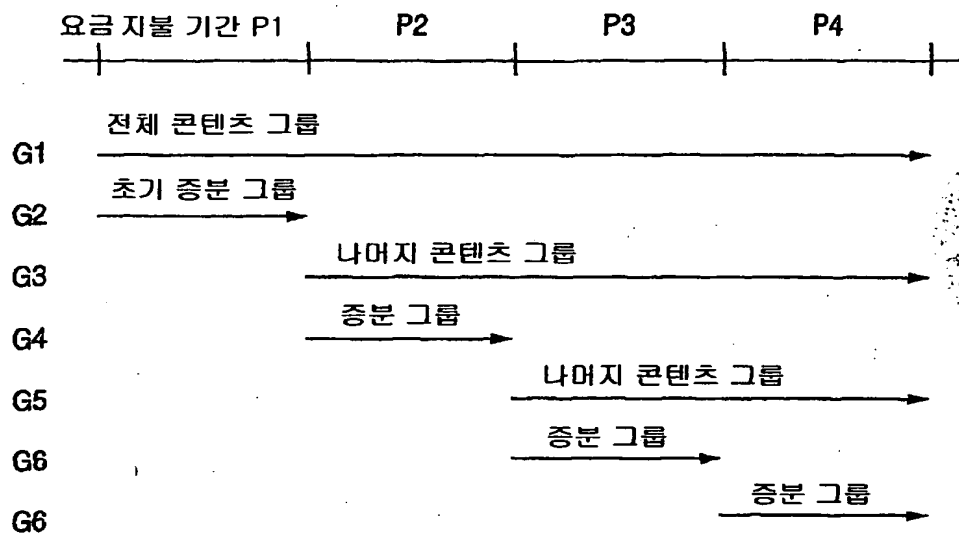 요금 지불 기간 P1 P2 P3 P4
전체 콘텐츠 그룹
G1
초기 증분 그룹
G2
나머지 콘텐츠 그룹
G3
증분 그룹
G4
나머지 콘텐츠 그룹
G5
증분 그룹
G6
증분 그룹
G6